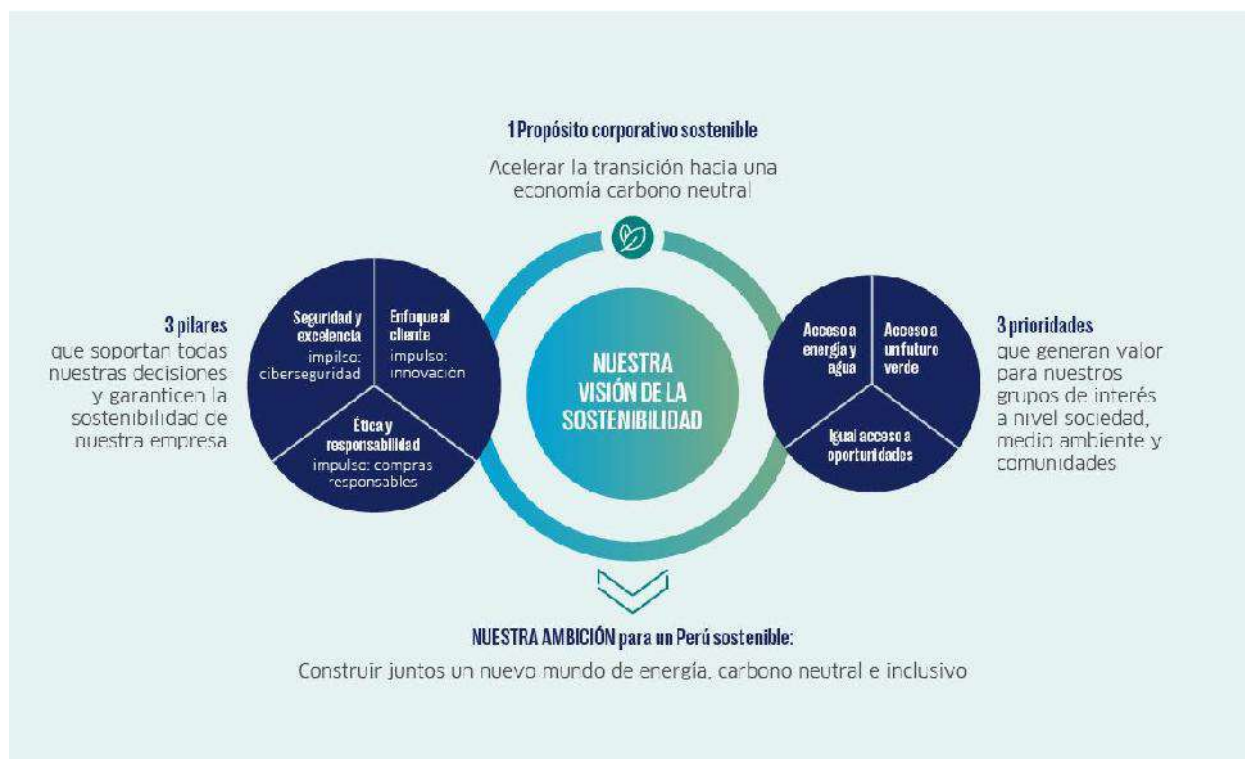 1 Propósito corporativo sostenible
Acelerar la transición hacia una
economía carbono neutral
3 pilares
que soportan todas
nuestras decisiones
y garanticen la
sostenibilidad de
nuestra empresa
Seguridad y
excelencia
impilso:
ciberseguridad
Enfoque al
cliente
impulso:
innovación
Ética y
responsabilidad
impulso: compras
responsables
NUESTRA
VISIÓN DE LA
SOSTENIBILIDAD
Acceso a
energía y
agua
Acceso a
un futuro
verde
Igual acceso a
oportunidades
3 prioridades
que generan valor
para nuestros
grupos de interés
a nivel sociedad,
medio ambiente y
comunidades
NUESTRA AMBICIÓN para un Perú sostenible:
Construir juntos un nuevo mundo de energía, carbono neutral e inclusivo